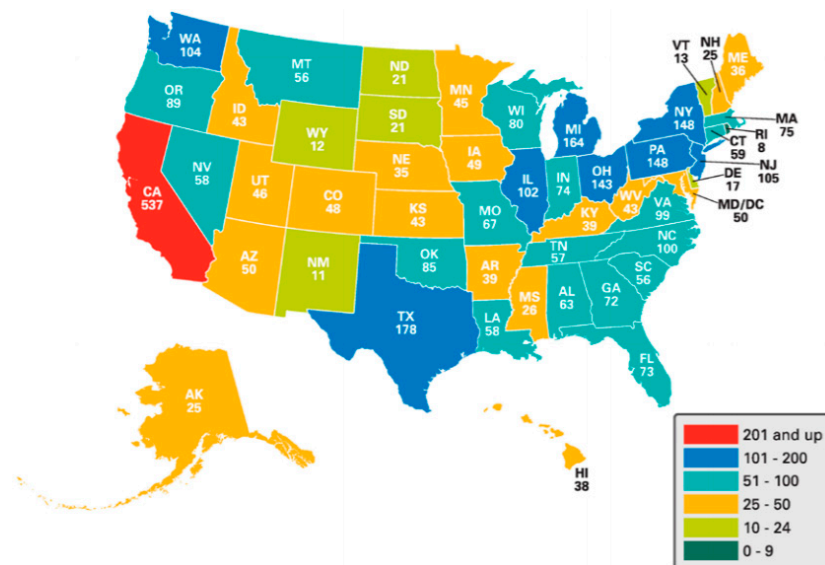 WA
104
OR
89
CA
537
NV
58
ID
43
MT
56
WY
12
UT
46
AZ
50
CO
48
NM
11
ND
21
SD
21
NE
35
KS
43
OK
85
TX
178
MN
45
IA
49
MO
67
AR
39
LA
58
WI
80
IL
102
MI
164
IN
74
OH
143
KY
39
TN
57
MS
26
AL
63
GA
72
FL
73
SC
56
NC
100
VA
99
WV
43
PA
148
NY
148
VT
13
NH
25
ME
36
MA
75
RI
8
CT
59
NJ
105
DE
17
MD/DC
50
AK
25
HI
38
201 and up
101 - 200
51 - 100
25 - 50
10 - 24
0 - 9